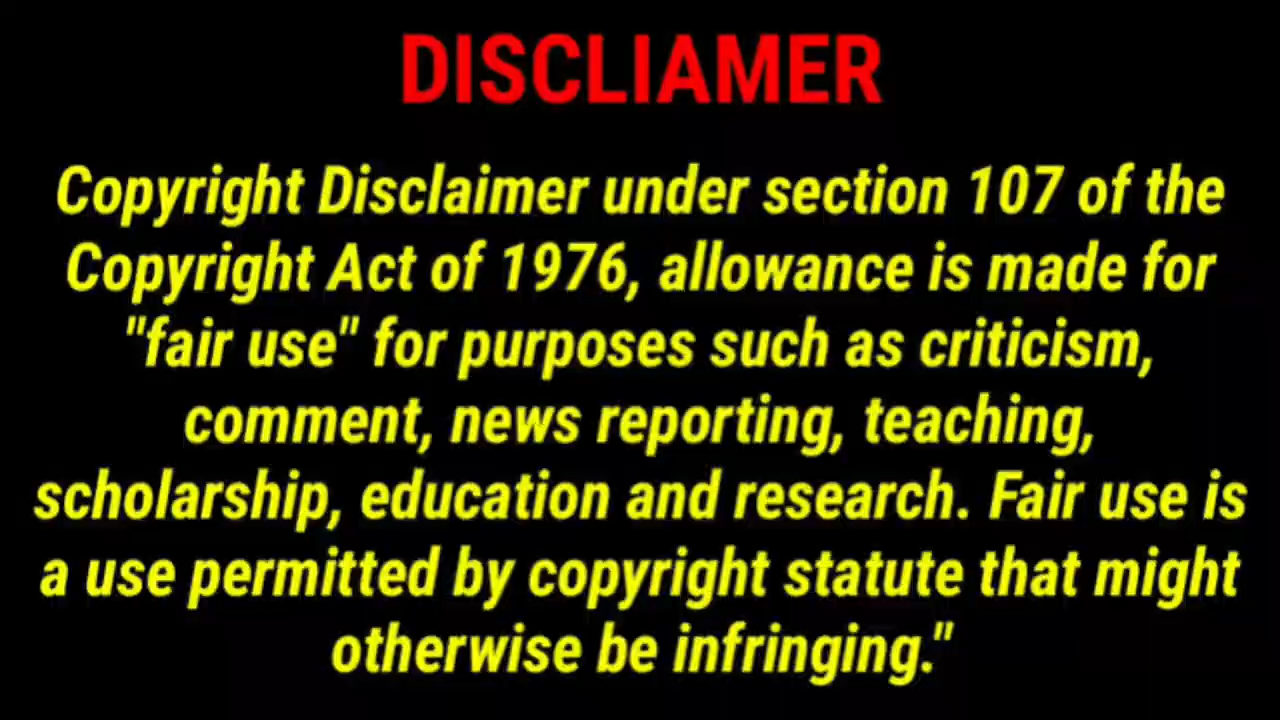 DISCLIAMER
Copyright Disclaimer under section 107 of the
Copyright Act of 1976, allowance is made for
"fair use" for purposes such as criticism,
comment, news reporting, teaching,
scholarship, education and research. Fair use is
a use permitted by copyright statute that might
otherwise be infringing."